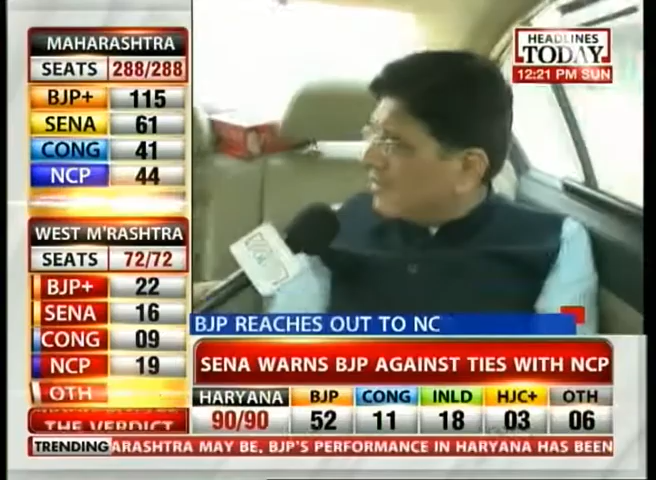 MAHARASHTRA
SEATS 288/288
BJP+ 115
SENA 61
CONG 41
NCP 44
WEST M'RASHTRA
SEATS 72/72
BJP+ 22
SENA 16
CONG 09
NCP 19
OTH
THE VERDICT
HEADLINES
TODAY
12:21 PM SUN
BJP REACHES OUT TO NC
SENA WARNS BJP AGAINST TIES WITH NCP
HARYANA BJP CONG INLD HJC+ OTH
90/90 52 11 18 03 06
TRENDING ARASHTRA MAY BE. BJP'S PERFORMANCE IN HARYANA HAS BEEN